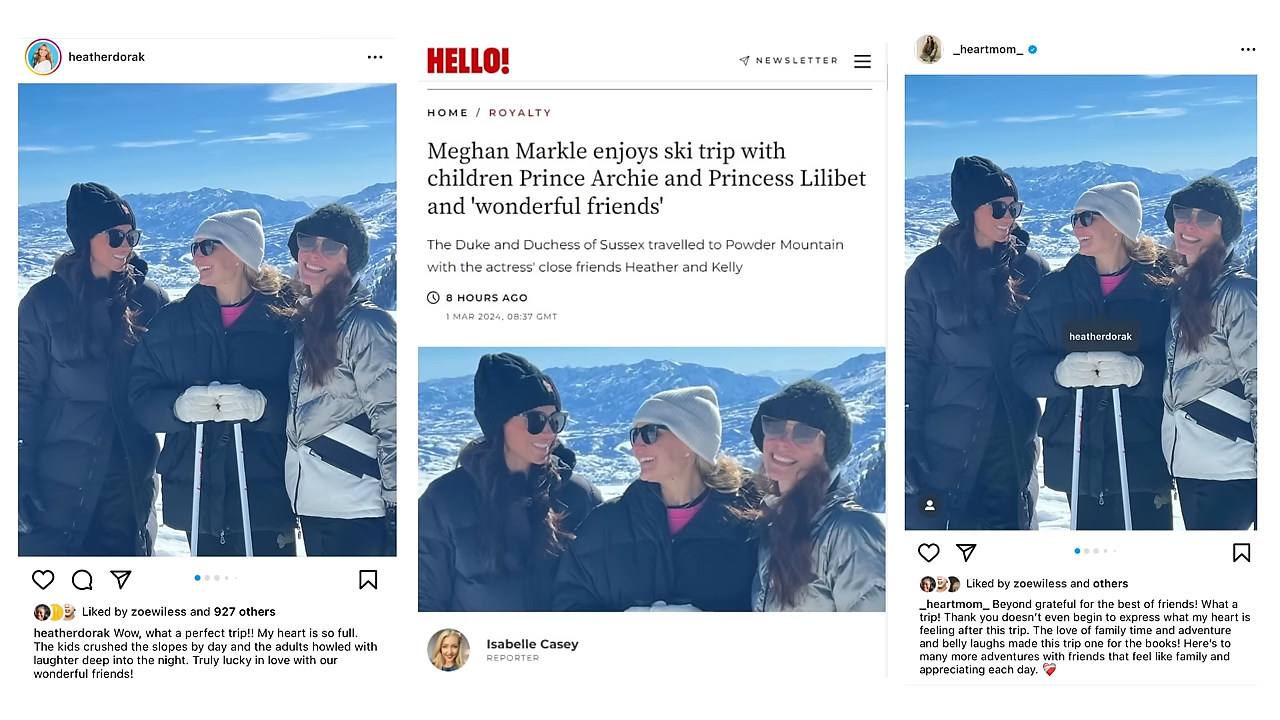 heatherdorak
Liked by zoewiless and 927 others
heatherdorak Wow, what a perfect trip!! My heart is so full.
The kids crushed the slopes by day and the adults howled with
laughter deep into the night. Truly lucky in love with our
wonderful friends!
HELLO!
NEWSLETTER
HOME / ROYALTY
Meghan Markle enjoys ski trip with
children Prince Archie and Princess Lilibet
and 'wonderful friends'
The Duke and Duchess of Sussex travelled to Powder Mountain
with the actress' close friends Heather and Kelly
8 HOURS AGO
1 MAR 2024, 08:37 GMT
Isabelle Casey
REPORTER
_heartmom_
heatherdorak
Liked by zoewiless and others
_heartmom_ Beyond grateful for the best of friends! What a
trip! Thank you doesn't even begin to express what my heart is
feeling after this trip. The love of family time and adventure
and belly laughs made this trip one for the books! Here's to
many more adventures with friends that feel like family and
appreciating each day. ❤️‍🩹